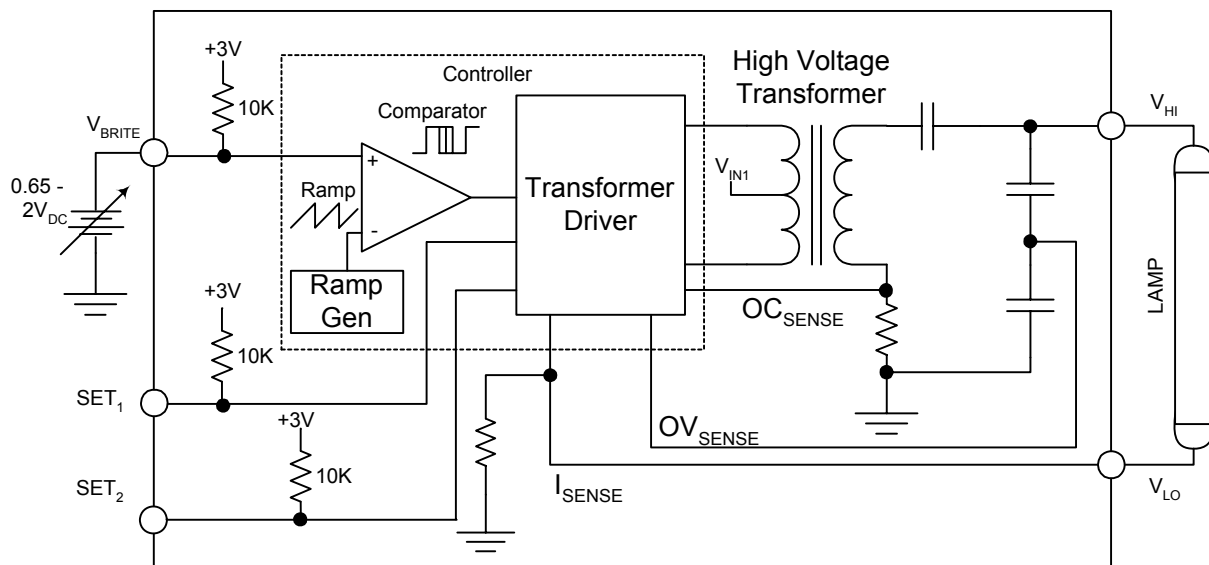 +3V
10K
V_BRITE
0.65 -
2V_DC
Controller
Comparator
+
Ramp
-
Ramp
Gen
Transformer
Driver
High Voltage
Transformer
V_IN1
V_HI
LAMP
OC_SENSE
+3V
10K
SET_1
OV_SENSE
+3V
10K
SET_2
I_SENSE
V_LO